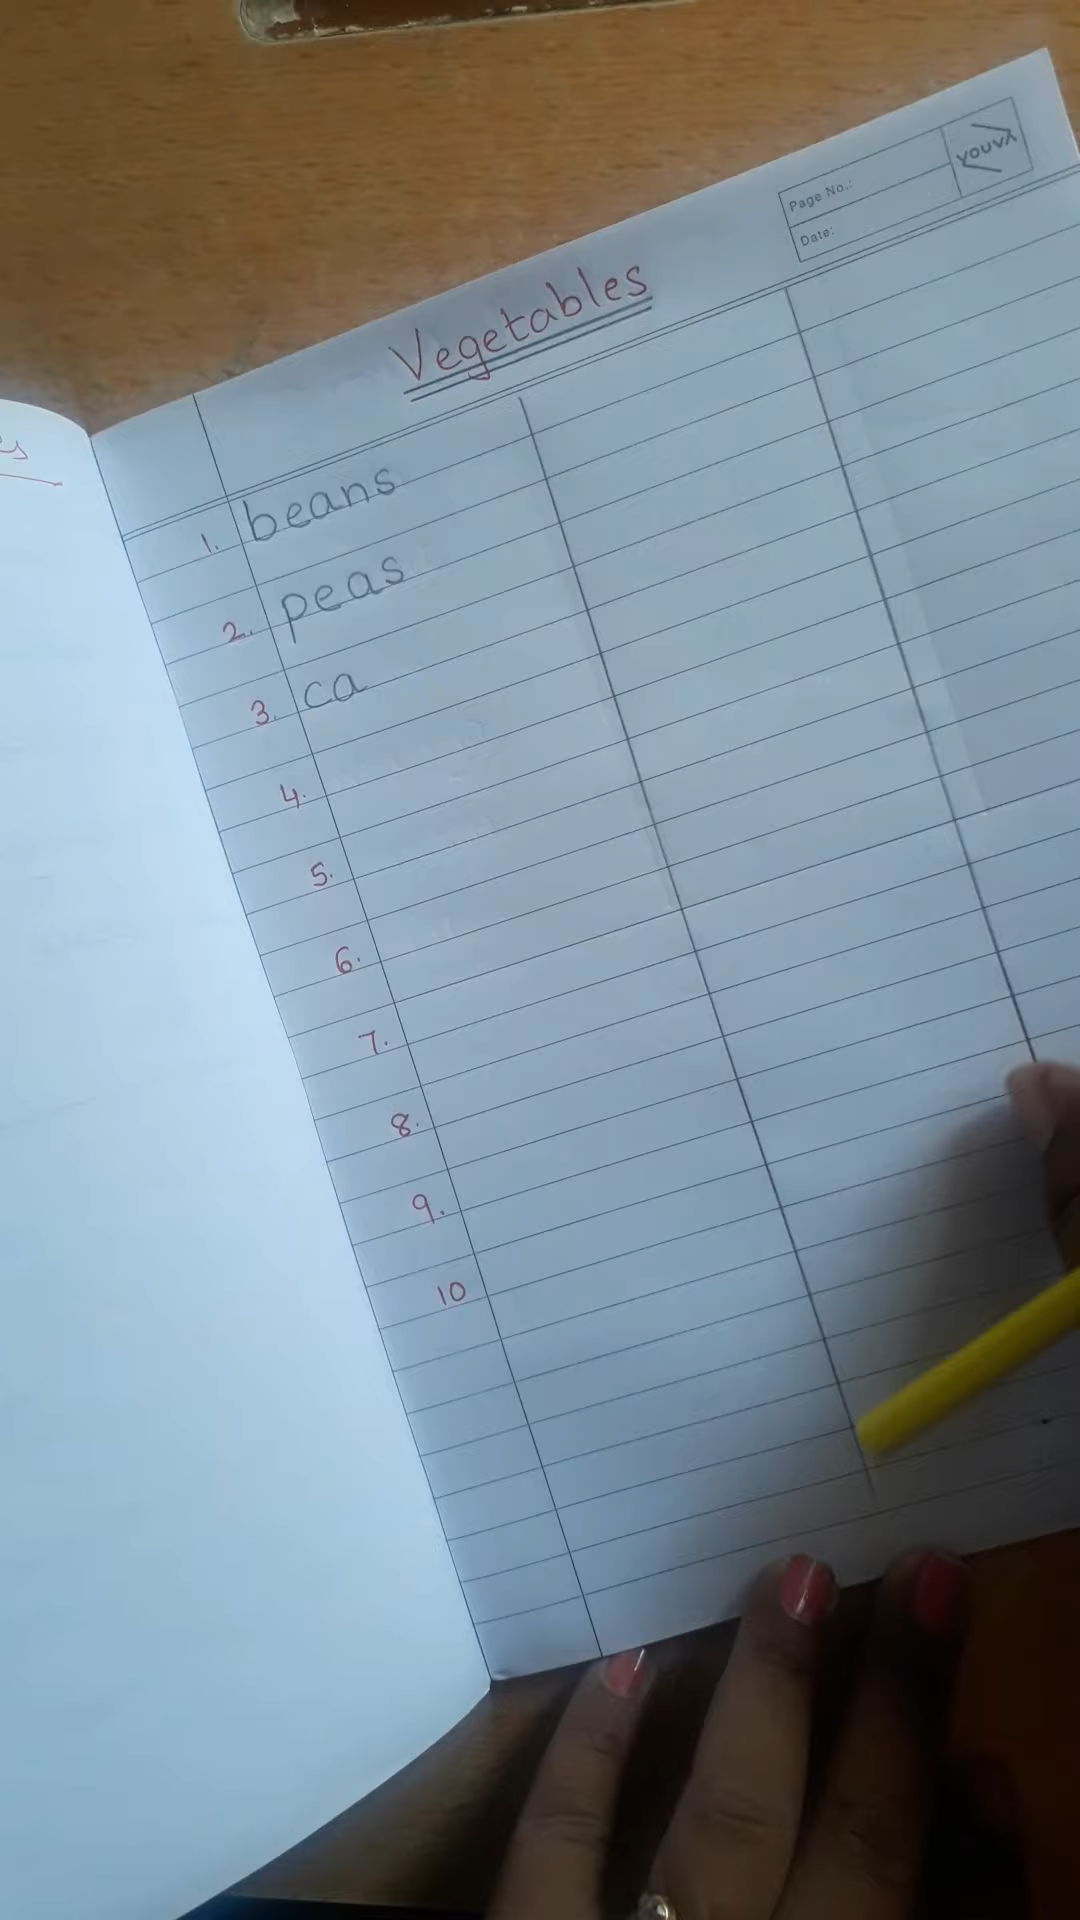 Page No.:
Date:
youva
Vegetables
1. beans
2. peas
3. ca
4.
5.
6.
7.
8.
9.
10